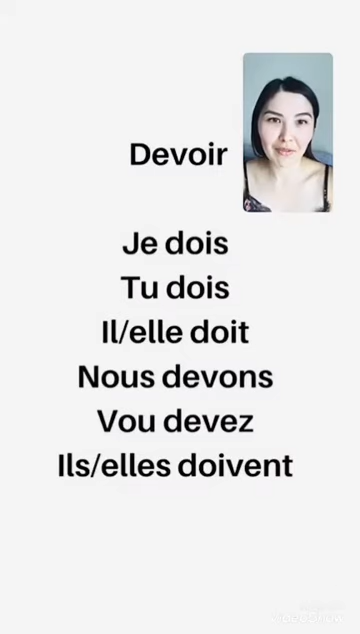 Devoir
Je dois
Tu dois
Il/elle doit
Nous devons
Vou devez
Ils/elles doivent